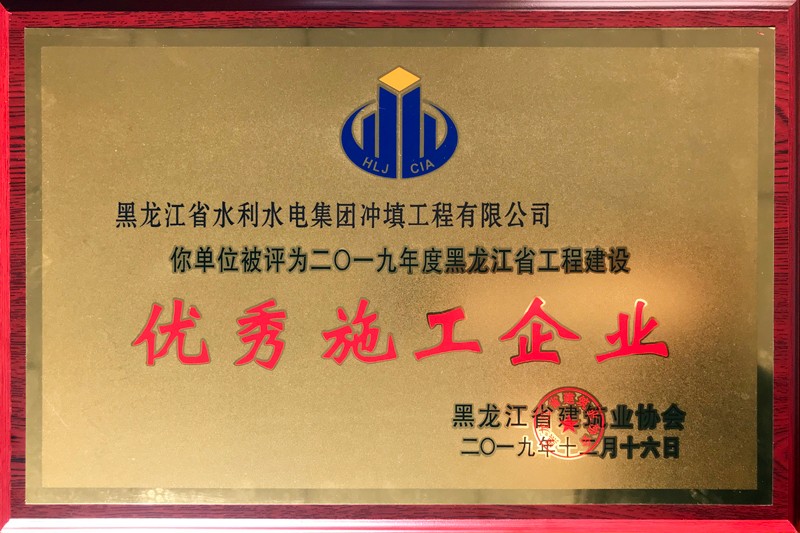 HLJ CIA
黑龙江省水利水电集团冲填工程有限公司
你单位被评为二〇一九年度黑龙江省工程建设
优秀施工企业
黑龙江省建筑业协会
二〇一九年十二月十六日